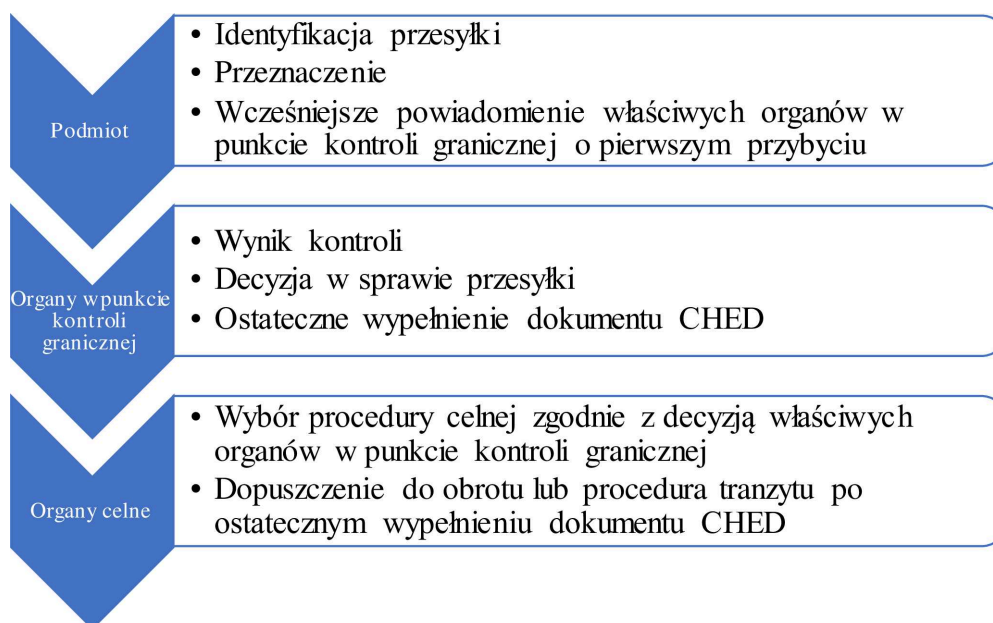 Podmiot
• Identyfikacja przesyłki
• Przeznaczenie
• Wcześniejsze powiadomienie właściwych organów w
punkcie kontroli granicznej o pierwszym przybyciu
Organy w punkcie
kontroli
granicznej
• Wynik kontroli
• Decyzja w sprawie przesyłki
• Ostateczne wypełnienie dokumentu CHED
Organy celne
• Wybór procedury celnej zgodnie z decyzją właściwych
organów w punkcie kontroli granicznej
• Dopuszczenie do obrotu lub procedura tranzytu po
ostatecznym wypełnieniu dokumentu CHED